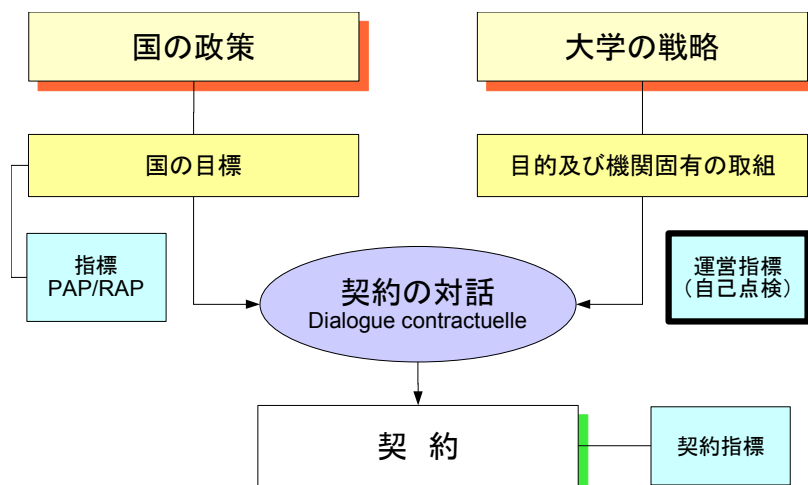 国の政策
大学の戦略
国の目標
目的及び機関固有の取組
指標
PAP/RAP
契約の対話
Dialogue contractuelle
運営指標
（自己点検）
契 約
契約指標